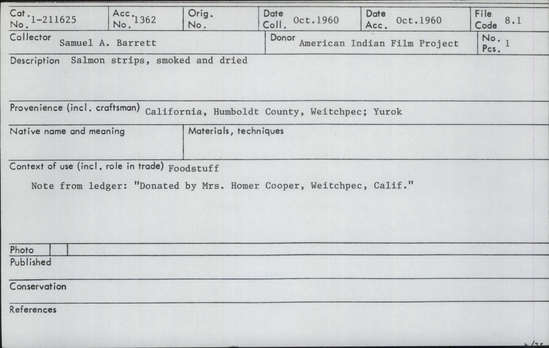 Cat. No. 1-211625 Acc. No. 1362 Orig. No. Date Coll. Oct.1960 Date Acc. Oct.1960 File Code 8.1
Collector Samuel A. Barrett Donor American Indian Film Project No. Pcs. 1
Description Salmon strips, smoked and dried
Provenience (incl. craftsman) California, Humboldt County, Weitchpec; Yurok
Native name and meaning Materials, techniques
Context of use (incl. role in trade) Foodstuff
Note from ledger: "Donated by Mrs. Homer Cooper, Weitchpec, Calif."
Photo
Published
Conservation
References